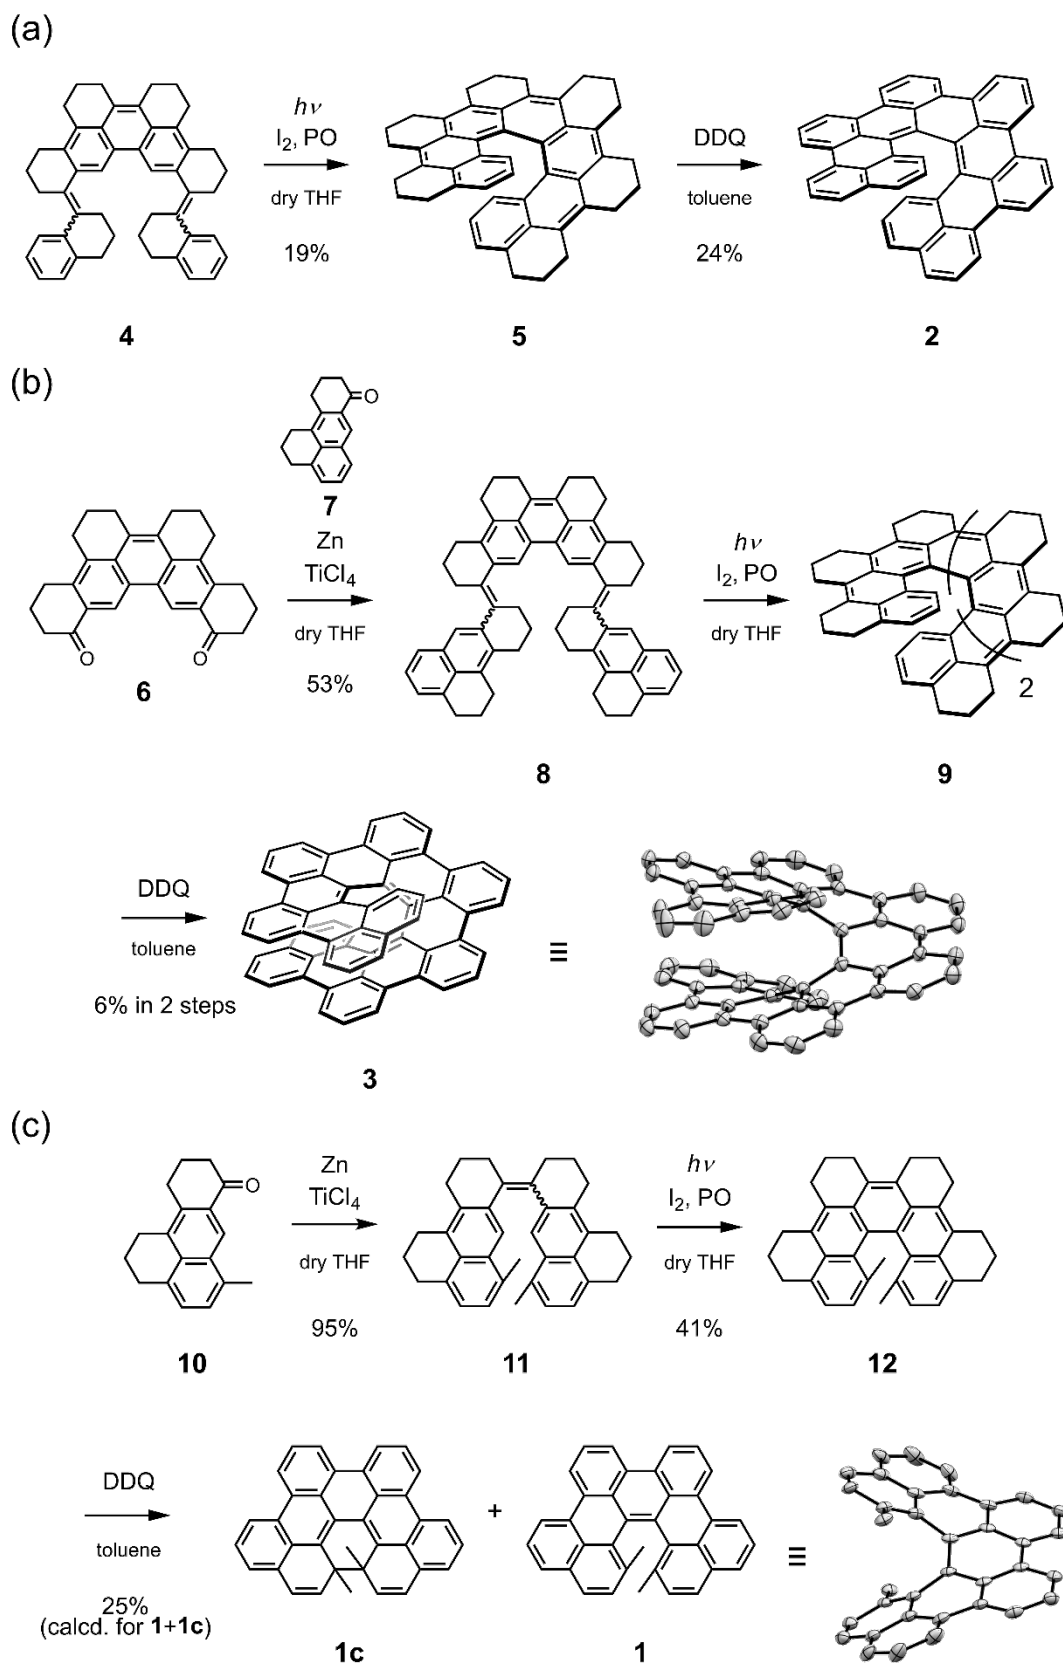 (a)
hν
I2, PO
dry THF
19%
DDQ
toluene
24%
4
5
2
(b)
O
7
Zn
TiCl4
dry THF
53%
O
O
6
8
hν
I2, PO
dry THF
2
9
DDQ
toluene
6% in 2 steps
≡
3
(c)
O
10
Zn
TiCl4
dry THF
95%
11
hν
I2, PO
dry THF
41%
12
DDQ
toluene
25%
(calcd. for 1+1c)
1c
+
1
≡